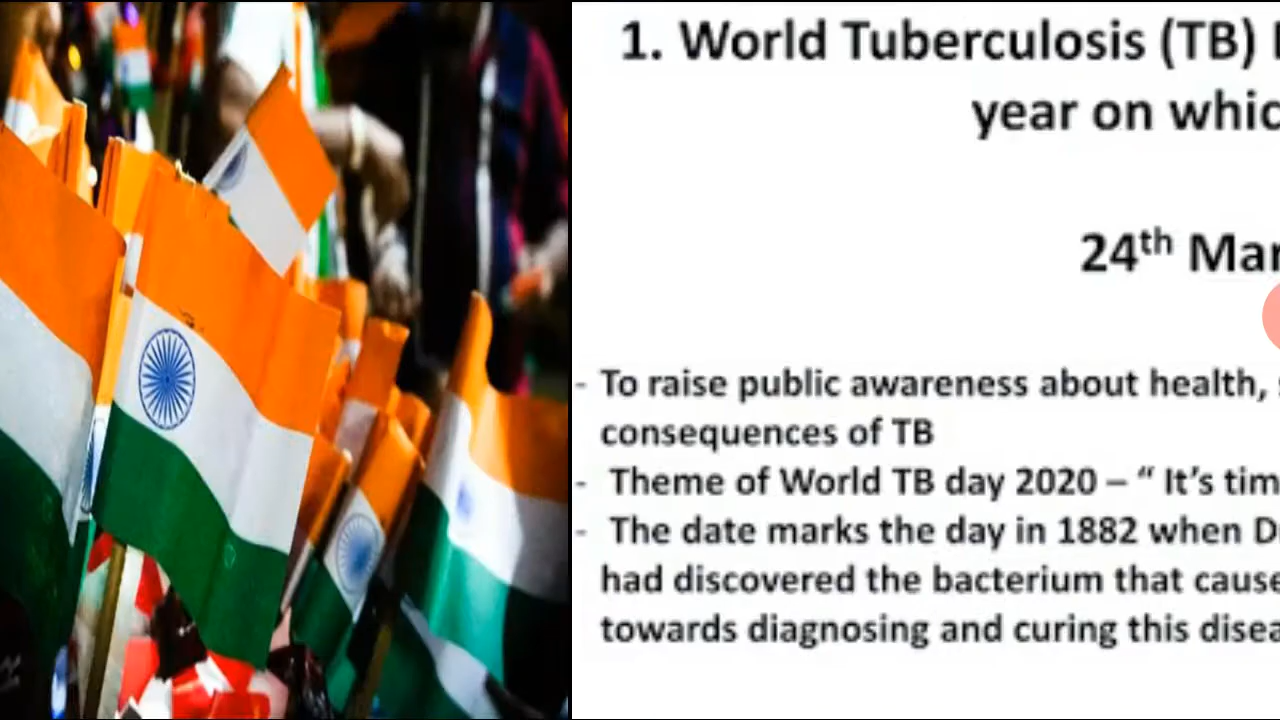 1. World Tuberculosis (TB)
year on which
24th Mar
- To raise public awareness about health,
consequences of TB
- Theme of World TB day 2020 – “ It’s tim
- The date marks the day in 1882 when D
had discovered the bacterium that cause
towards diagnosing and curing this disea